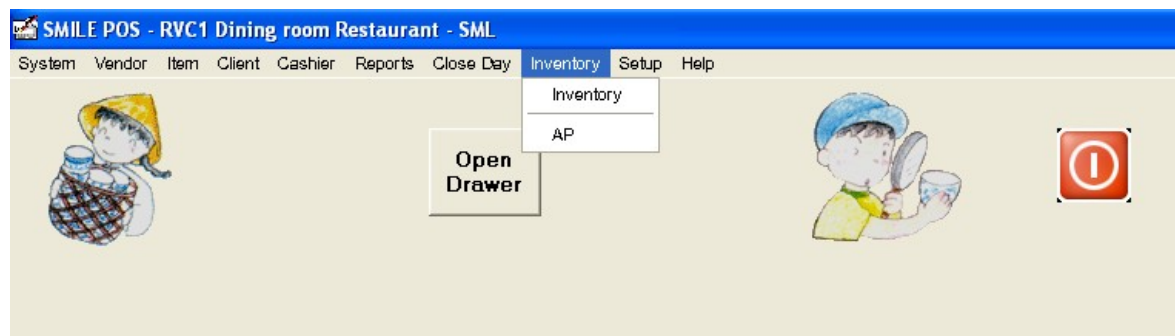 SMILE POS - RVC1 Dining room Restaurant - SML
System Vendor Item Client Cashier Reports Close Day Inventory Setup Help
Inventory
AP
Open
Drawer